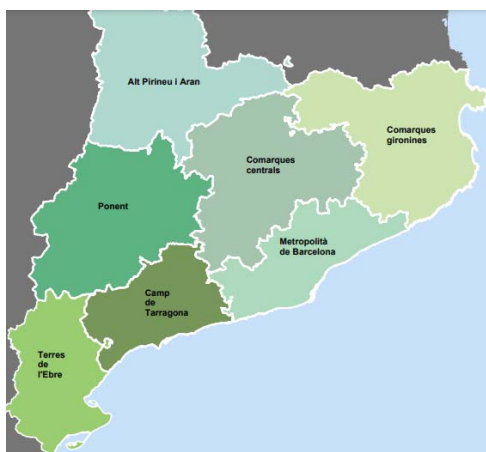 Alt Pirineu i Aran
Comarques
gironines
Comarques
centrals
Ponent
Metropolità
de Barcelona
Camp
de
Tarragona
Terres
de
l'Ebre